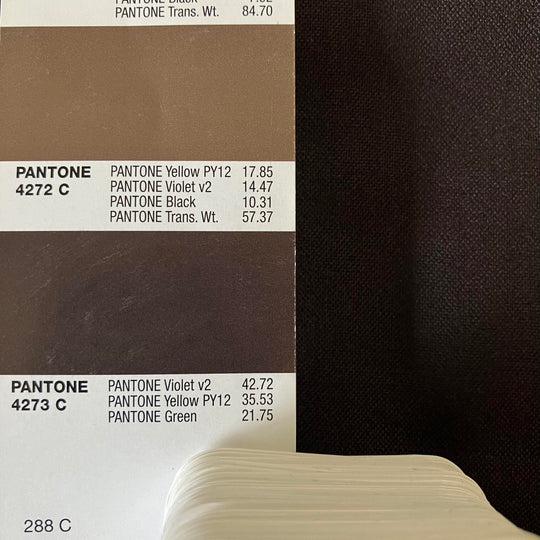 PANTONE Trans. Wt. 84.70
PANTONE
4272 C
PANTONE Yellow PY12 17.85
PANTONE Violet v2 14.47
PANTONE Black 10.31
PANTONE Trans. Wt. 57.37
PANTONE
4273 C
PANTONE Violet v2 42.72
PANTONE Yellow PY12 35.53
PANTONE Green 21.75
288 C